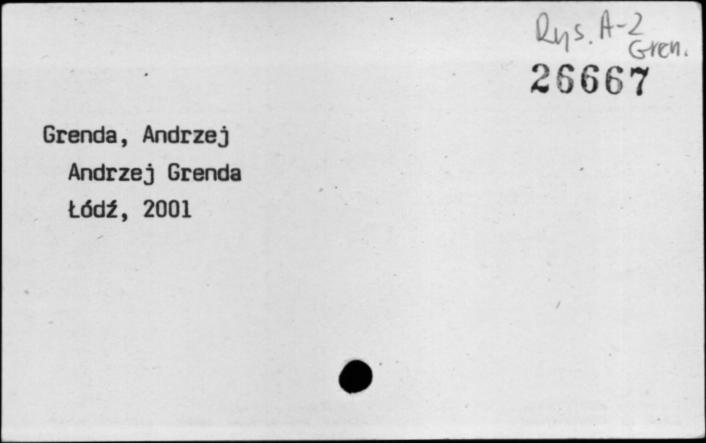 Rys. A-2
Gren.
26667
Grenda, Andrzej
Andrzej Grenda
Łódź, 2001